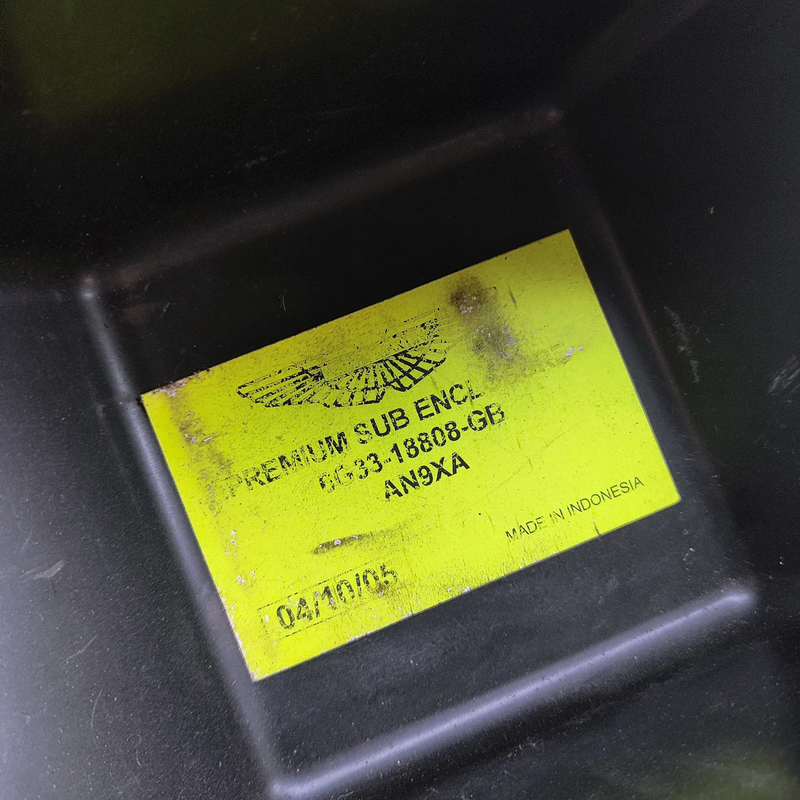 PREMIUM SUB ENCL
6G33-18808-GB
AN9XA
MADE IN INDONESIA
04/10/05